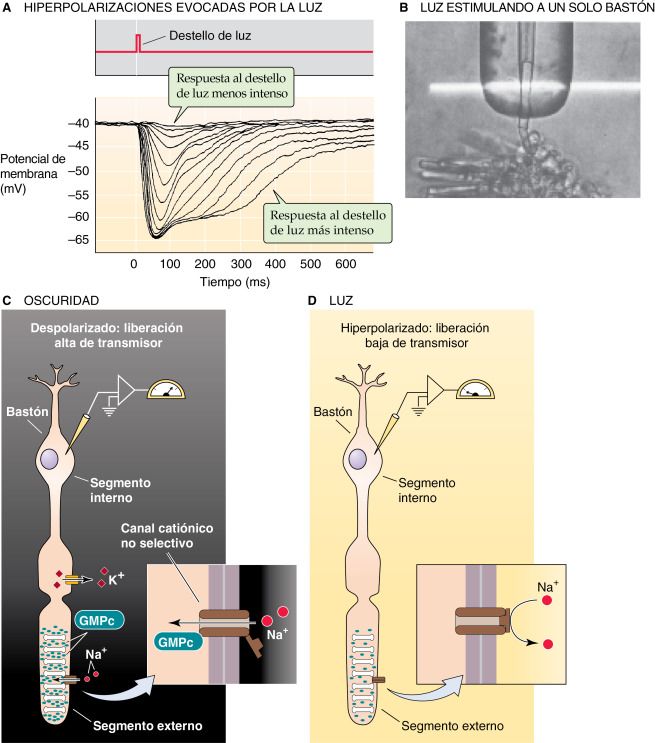 A HIPERPOLARIZACIONES EVOCADAS POR LA LUZ
Destello de luz
Respuesta al destello
de luz menos intenso
–40
–45
–50
–55
–60
–65
Potencial de
membrana
(mV)
Respuesta al destello
de luz más intenso
0 100 200 300 400 500 600
Tiempo (ms)
B LUZ ESTIMULANDO A UN SOLO BASTÓN
C OSCURIDAD
Despolarizado: liberación
alta de transmisor
Bastón
Segmento
interno
Canal catiónico
no selectivo
K+
GMPc
Na+
GMPc
Na+
Segmento externo
D LUZ
Hiperpolarizado: liberación
baja de transmisor
Bastón
Segmento
interno
Na+
Segmento externo